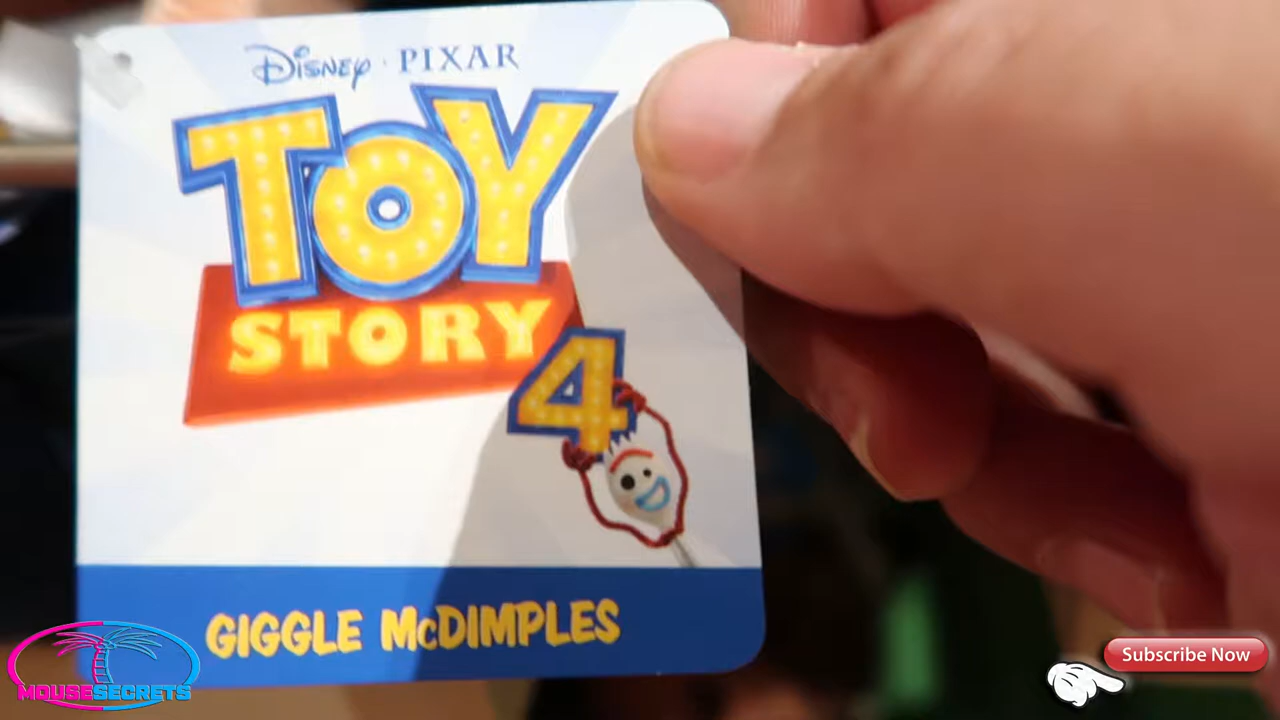 Disney · PIXAR
TOY
STORY
4
GIGGLE McDIMPLES
MOUSESECRETS
Subscribe Now